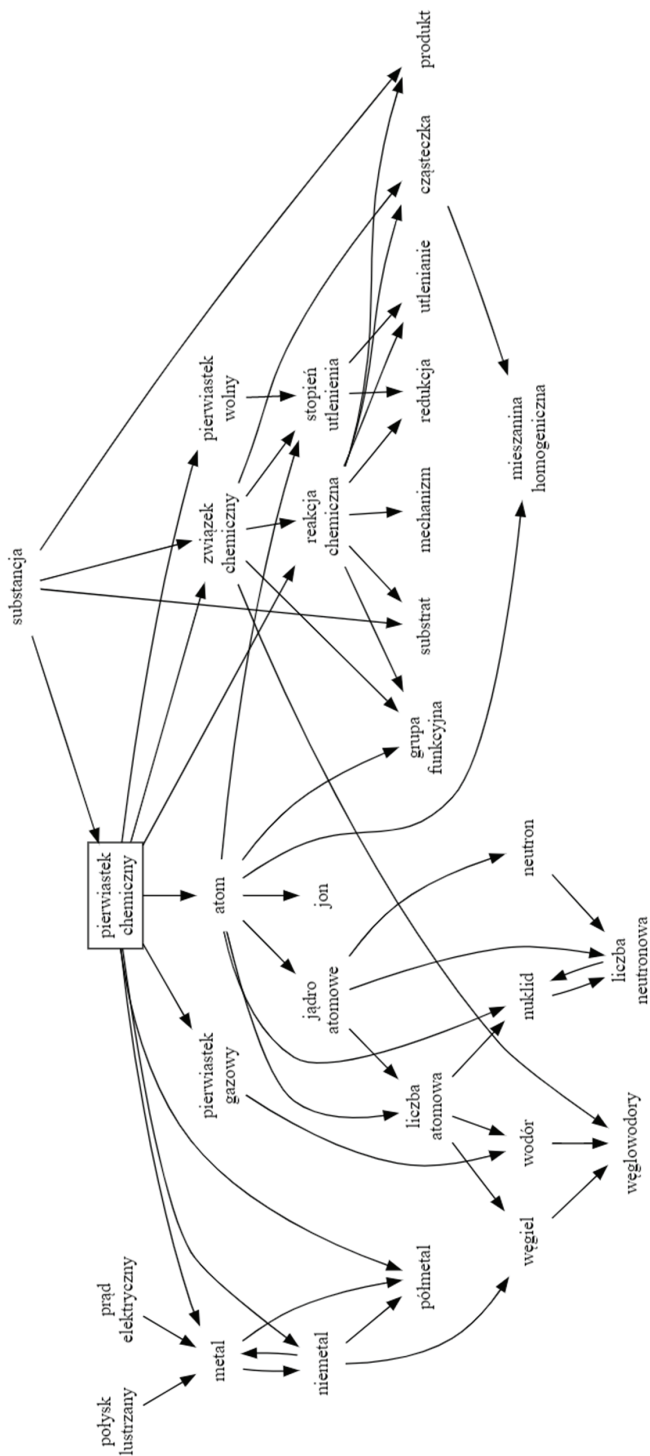 substancja
połysk
lustrzany
prąd
elektryczny
pierwiastek
chemiczny
metal
pierwiastek
gazowy
atom
związek
chemiczny
pierwiastek
wolny
niemetal
jądro
atomowe
jon
reakcja
chemiczna
stopień
utlenienia
półmetal
liczba
atomowa
grupa
funkcyjna
substrat
mechanizm
redukcja
utlenianie
cząsteczka
produkt
węgiel
wodór
nuklid
neutron
mieszanina
homogeniczna
węglowodory
liczba
neutronowa